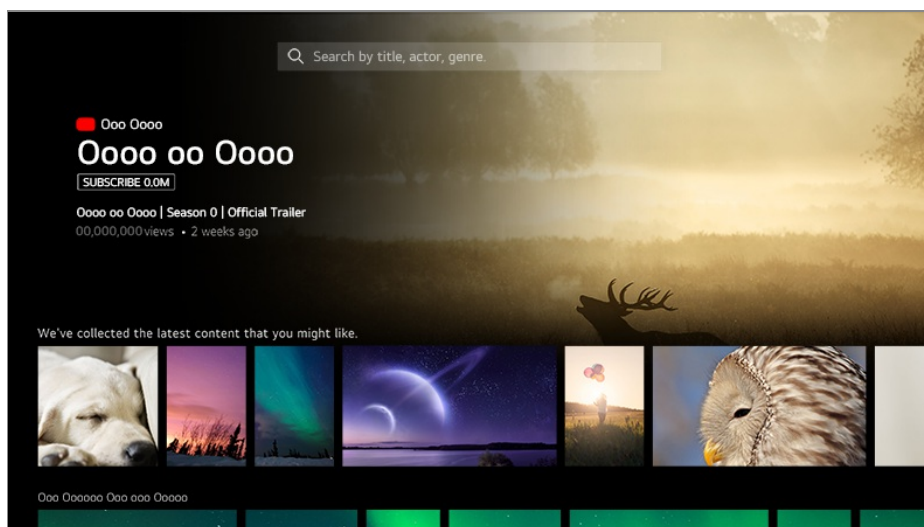 Search by title, actor, genre.
Ooo Oooo
Oooo oo Oooo
SUBSCRIBE 0.0M
Oooo oo Oooo | Season 0 | Official Trailer
00,000,000 views • 2 weeks ago
We've collected the latest content that you might like.
Ooo Oooooo Ooo ooo Ooooo